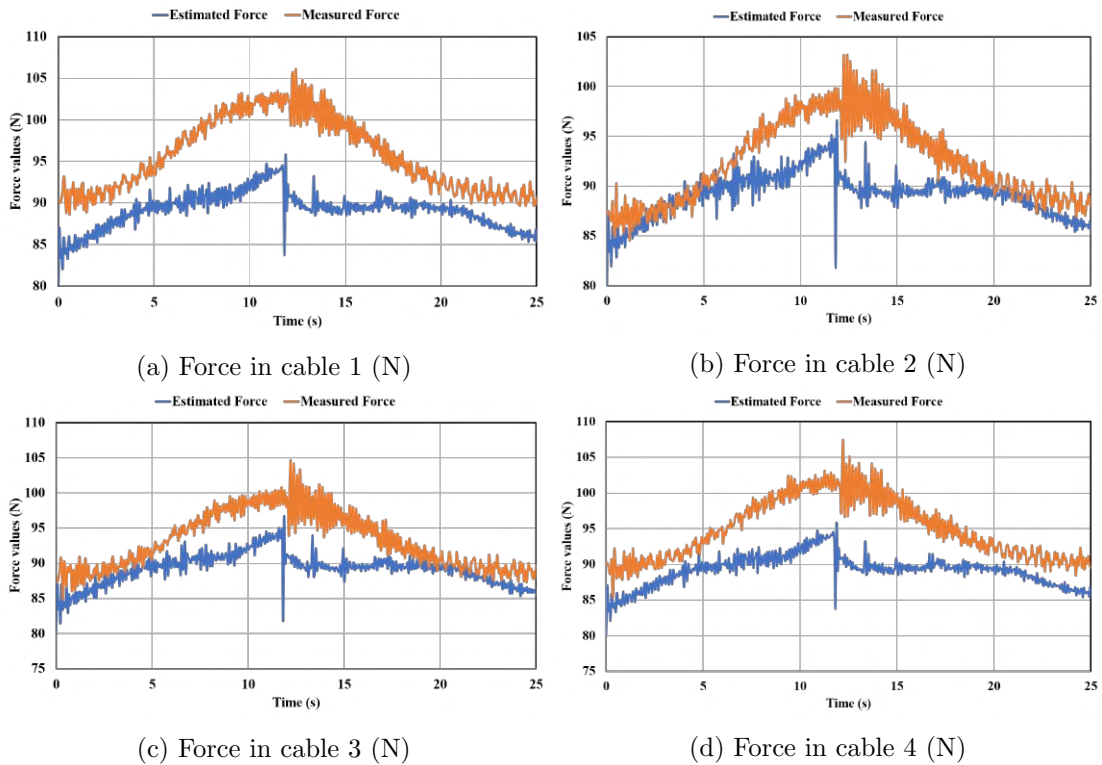 Estimated Force Measured Force
110
105
100
95
90
85
80
Force values (N)
0 5 10 15 20 25
Time (s)
(a) Force in cable 1 (N)
Estimated Force Measured Force
105
100
95
90
85
80
Force values (N)
0 5 10 15 20 25
Time (s)
(b) Force in cable 2 (N)
Estimated Force Measured Force
110
105
100
95
90
85
80
75
Force values (N)
0 5 10 15 20 25
Time (s)
(c) Force in cable 3 (N)
Estimated Force Measured Force
110
105
100
95
90
85
80
75
Force values (N)
0 5 10 15 20 25
Time (s)
(d) Force in cable 4 (N)